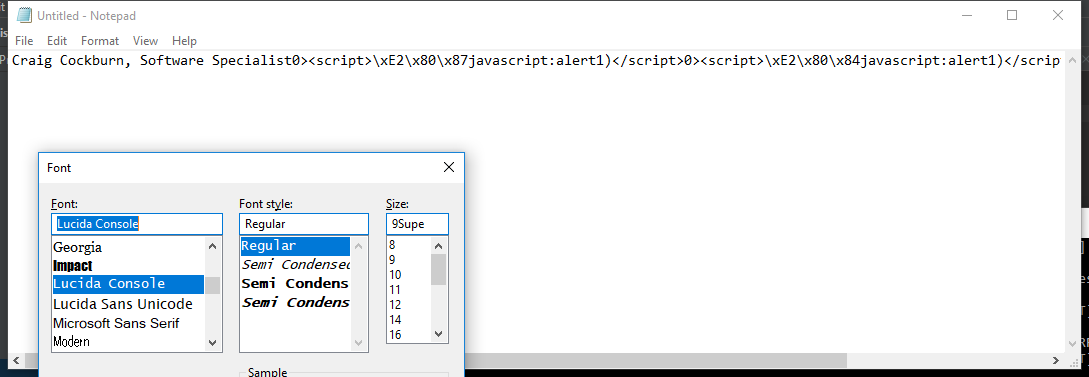 Untitled - Notepad
File Edit Format View Help
Craig Cockburn, Software Specialist0><script>\xE2\x80\x87javascript:alert1)</script>0><script>\xE2\x80\x84javascript:alert1)</script
Font
Font: Font style: Size:
Lucida Console Regular 9Supe
Georgia Regular 8
Impact Semi Condensed 9
Lucida Console Semi Condens 10
Lucida Sans Unicode Semi Condens 11
Microsoft Sans Serif 12
Modern 14
16
Sample